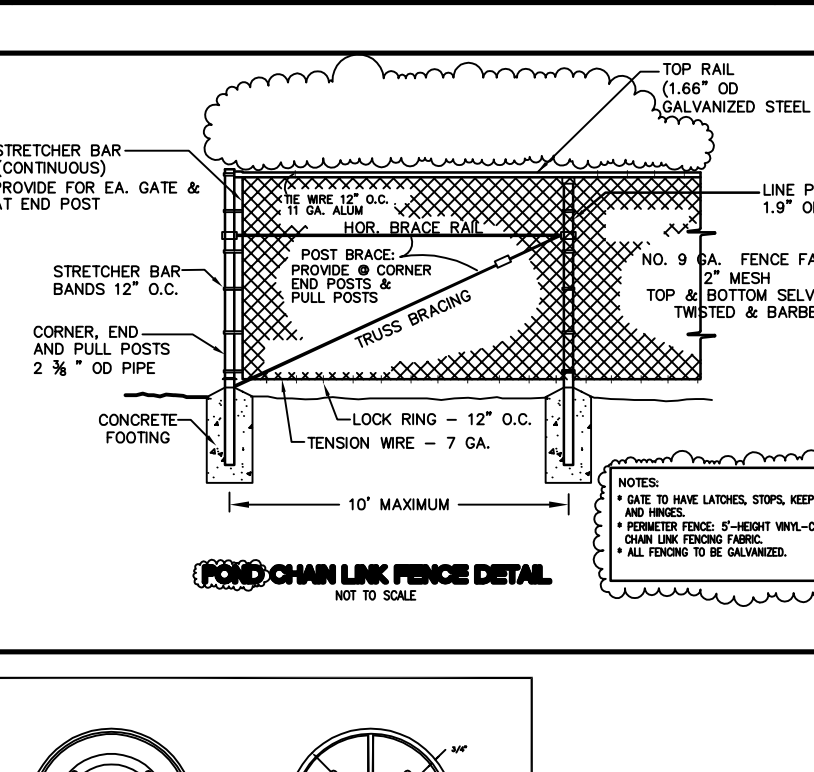 TOP RAIL
(1.66" OD
GALVANIZED STEEL
STRETCHER BAR
(CONTINUOUS)
PROVIDE FOR EA. GATE &
AT END POST
TIE WIRE 12" O.C.
11 GA. ALUM
LINE P
1.9" O
HOR. BRACE RAIL
POST BRACE:
PROVIDE @ CORNER
END POSTS &
PULL POSTS
NO. 9 GA. FENCE FA
2" MESH
TOP & BOTTOM SELV
TWISTED & BARBE
STRETCHER BAR
BANDS 12" O.C.
TRUSS BRACING
CORNER, END
AND PULL POSTS
2 ⅜ " OD PIPE
CONCRETE
FOOTING
LOCK RING - 12" O.C.
TENSION WIRE - 7 GA.
10' MAXIMUM
NOTES:
* GATE TO HAVE LATCHES, STOPS, KEEP
AND HINGES.
* PERIMETER FENCE: 5'-HEIGHT VINYL-C
CHAIN LINK FENCING FABRIC.
* ALL FENCING TO BE GALVANIZED.
POND CHAIN LINK FENCE DETAIL
NOT TO SCALE
3/4"